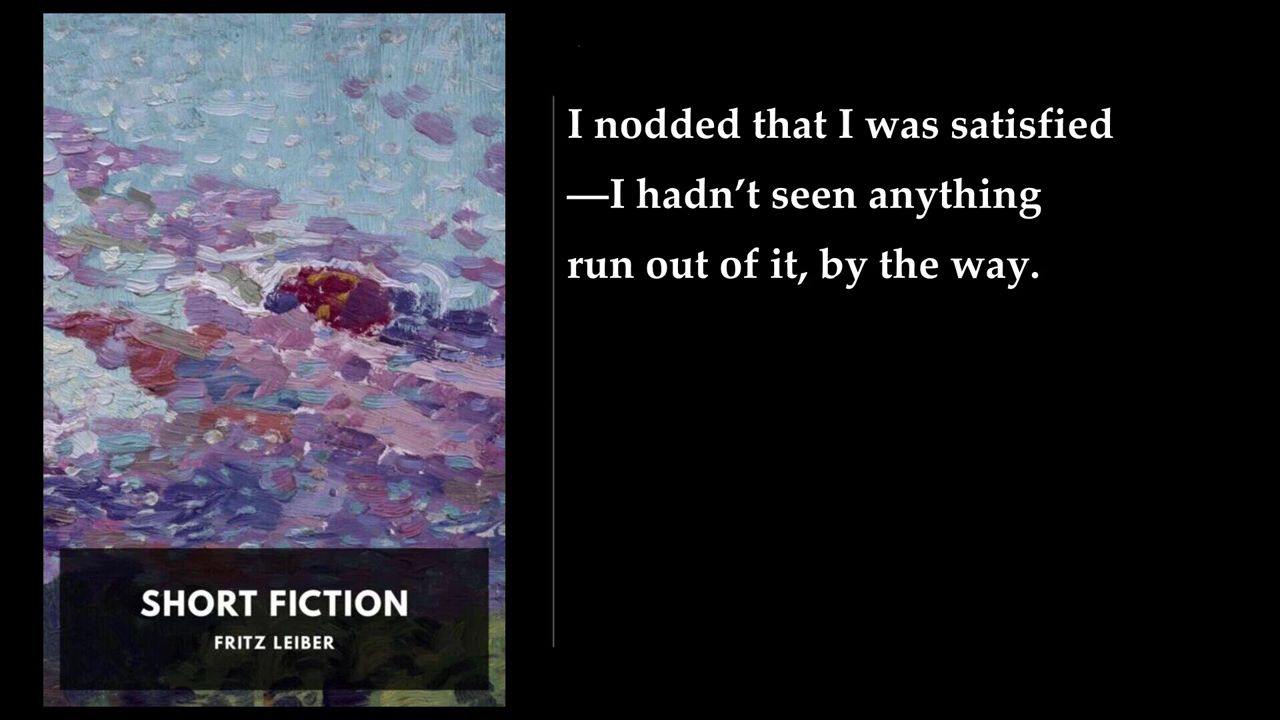 I nodded that I was satisfied
—I hadn’t seen anything
run out of it, by the way.
SHORT FICTION
FRITZ LEIBER